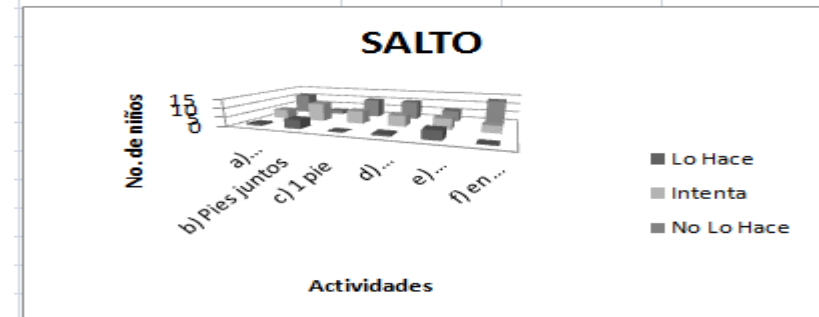 SALTO
No. de niños
15
10
5
0
a)...
b) Pies juntos
c) 1 pie
d)...
e)...
f) en...
Actividades
Lo Hace
Intenta
No Lo Hace